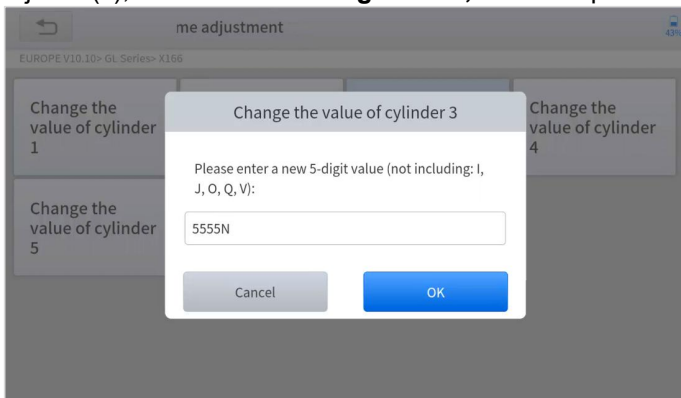 me adjustment
43%
EUROPE V10.10> GL Series> X166
Change the
value of cylinder
1
Change the
value of cylinder
4
Change the
value of cylinder
5
Change the value of cylinder 3
Please enter a new 5-digit value (not including: I,
J, O, Q, V):
5555N
Cancel
OK